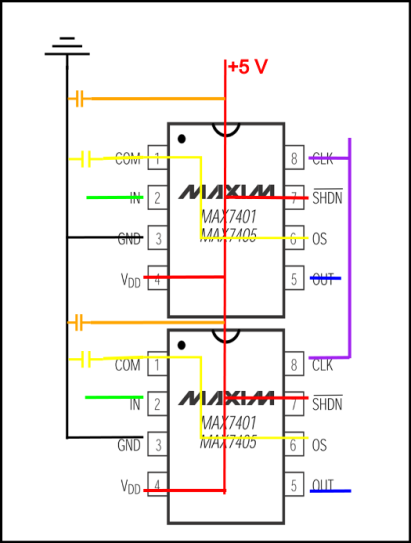 +5 V
COM 1 8 CLK
IN 2 MAXIM 7 SHDN
MAX7401
GND 3 MAX7405 6 OS
VDD 4 5 OUT
COM 1 8 CLK
IN 2 MAXIM 7 SHDN
MAX7401
GND 3 MAX7405 6 OS
VDD 4 5 OUT